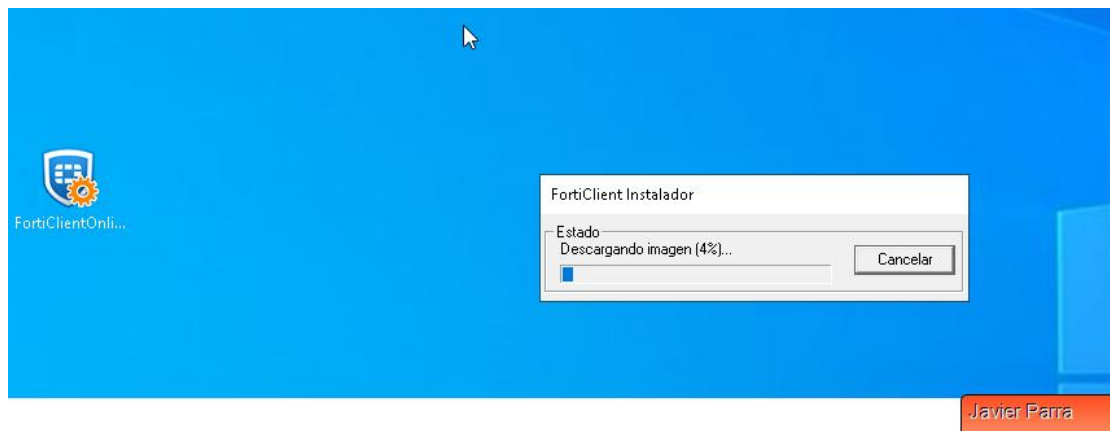 FortiClientOnli...
FortiClient Instalador
Estado
Descargando imagen (4%)...
Cancelar
Javier Parra